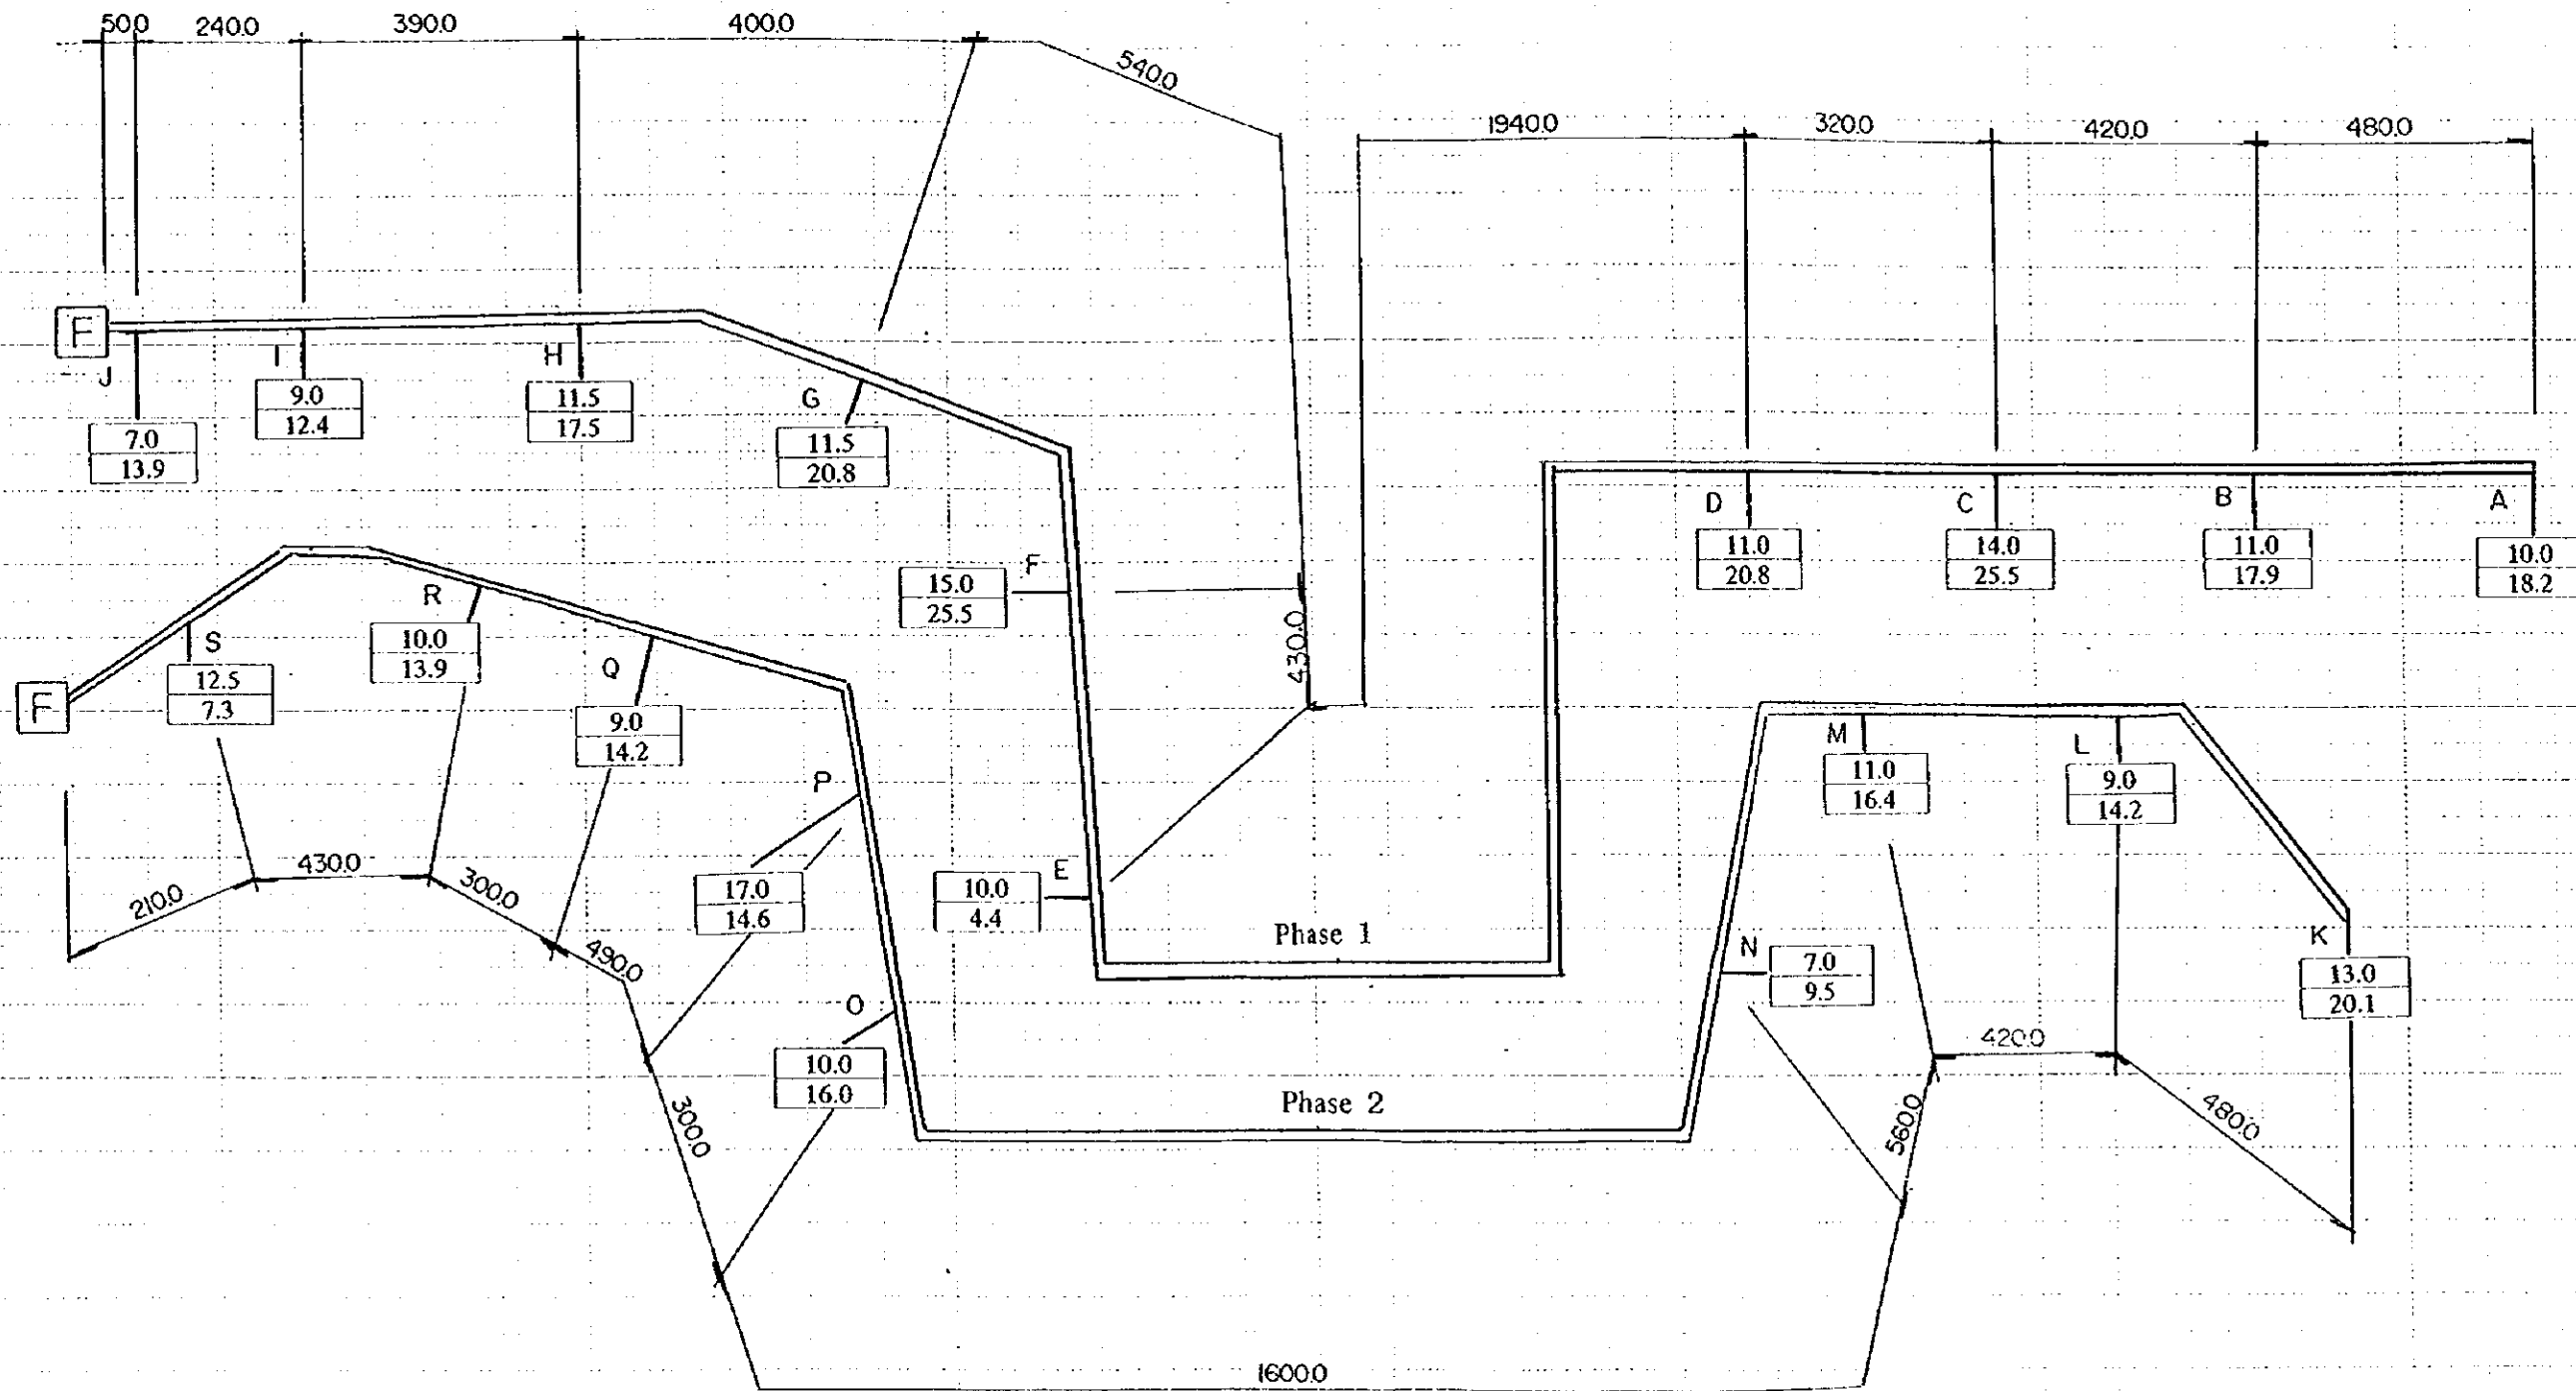 50.0 240.0 390.0 400.0
540.0
1940.0 320.0 420.0 480.0
F
J
7.0
13.9
I
9.0
12.4
H
11.5
17.5
G
11.5
20.8
F
15.0
25.5
430.0
E
10.0
4.4
D
11.0
20.8
C
14.0
25.5
B
11.0
17.9
A
10.0
18.2
Phase 1
F
S
12.5
7.3
R
10.0
13.9
Q
9.0
14.2
P
17.0
14.6
O
10.0
16.0
N
7.0
9.5
M
11.0
16.4
L
9.0
14.2
K
13.0
20.1
Phase 2
210.0
430.0
300.0
490.0
300.0
1600.0
560.0
420.0
480.0